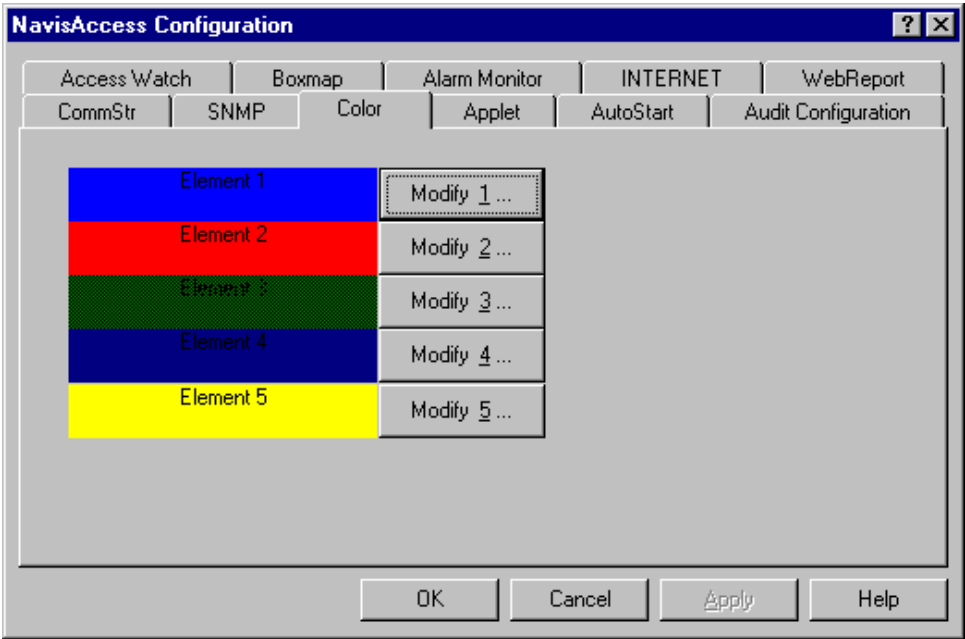 NavisAccess Configuration ? X
Access Watch Boxmap Alarm Monitor INTERNET WebReport
CommStr SNMP Color Applet AutoStart Audit Configuration
Element 1 Modify 1 ...
Element 2 Modify 2 ...
Element 3 Modify 3 ...
Element 4 Modify 4 ...
Element 5 Modify 5 ...
OK Cancel Apply Help